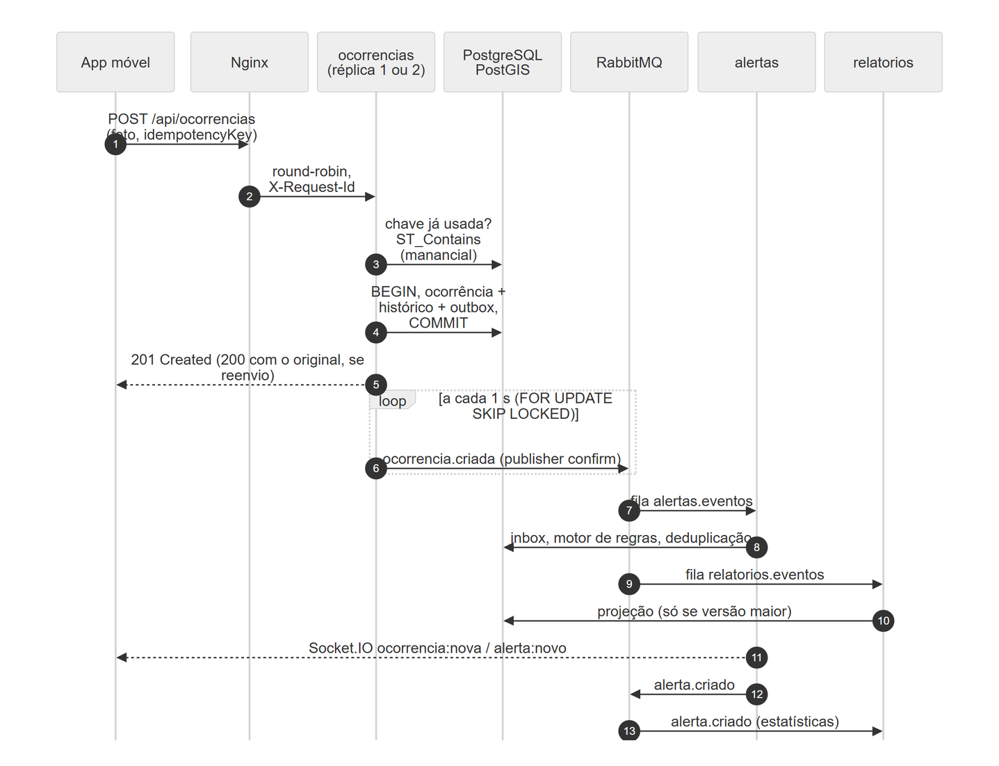 App móvel
Nginx
ocorrencias
(réplica 1 ou 2)
PostgreSQL
PostGIS
RabbitMQ
alertas
relatorios
POST /api/ocorrencias
(foto, idempotencyKey)
1
round-robin,
X-Request-Id
2
chave já usada?
ST_Contains
(manancial)
3
BEGIN, ocorrência +
histórico + outbox,
COMMIT
4
201 Created (200 com o original, se
reenvio)
5
loop
[a cada 1 s (FOR UPDATE
SKIP LOCKED)]
ocorrencia.criada (publisher confirm)
6
fila alertas.eventos
7
inbox, motor de regras, deduplicação
8
fila relatorios.eventos
9
projeção (só se versão maior)
10
Socket.IO ocorrencia:nova / alerta:novo
11
alerta.criado
12
alerta.criado (estatísticas)
13